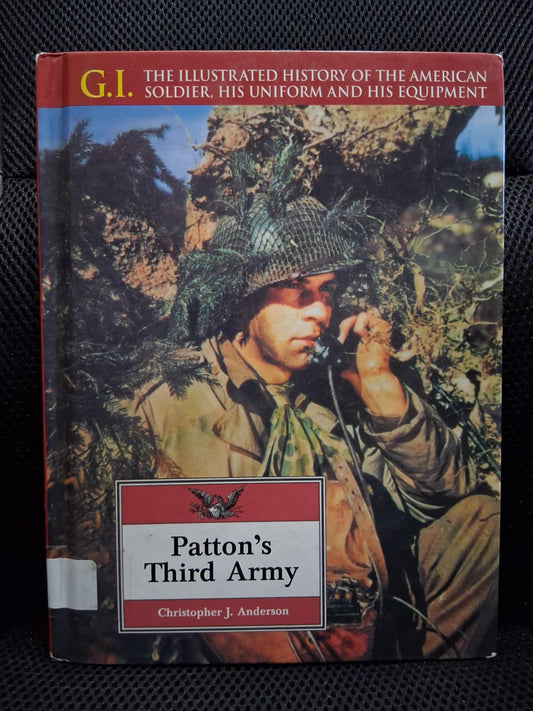 G.I. THE ILLUSTRATED HISTORY OF THE AMERICAN
SOLDIER, HIS UNIFORM AND HIS EQUIPMENT
Patton's
Third Army
Christopher J. Anderson